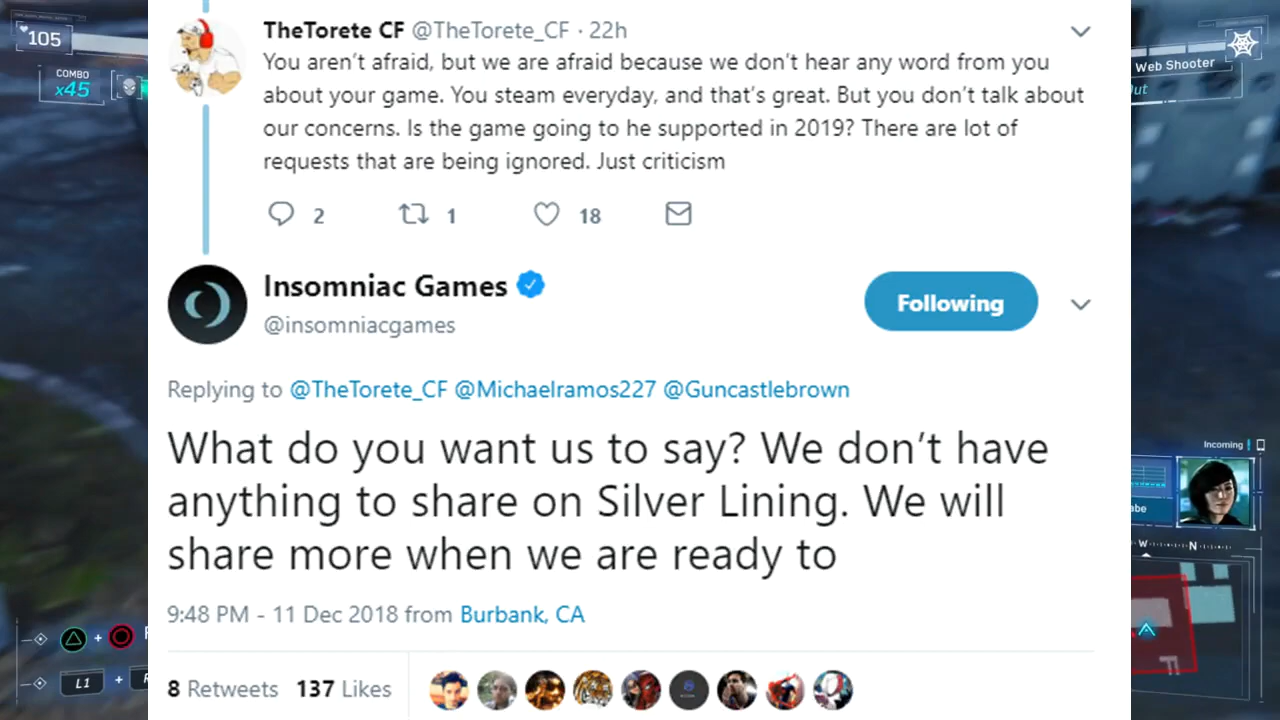 105
COMBO
x45
TheTorete CF @TheTorete_CF · 22h
You aren't afraid, but we are afraid because we don't hear any word from you
about your game. You steam everyday, and that's great. But you don't talk about
our concerns. Is the game going to he supported in 2019? There are lot of
requests that are being ignored. Just criticism
2 1 18
Insomniac Games
@insomniacgames
Following
Replying to @TheTorete_CF @Michaelramos227 @Guncastlebrown
What do you want us to say? We don't have
anything to share on Silver Lining. We will
share more when we are ready to
9:48 PM - 11 Dec 2018 from Burbank, CA
8 Retweets 137 Likes
L1 +
Web Shooter
Incoming
W N